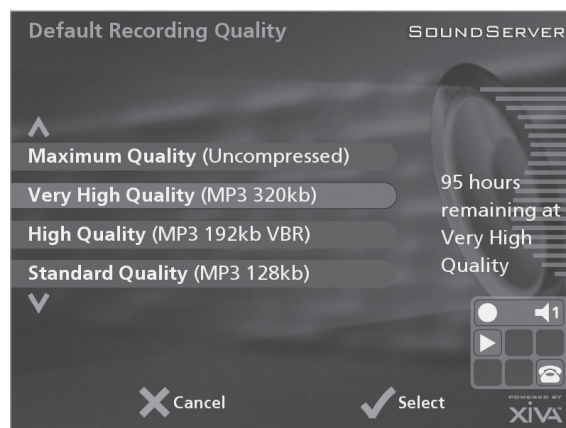 Default Recording Quality
SOUNDSERVER
Maximum Quality (Uncompressed)
Very High Quality (MP3 320kb)
High Quality (MP3 192kb VBR)
Standard Quality (MP3 128kb)
95 hours
remaining at
Very High
Quality
1
Cancel
Select
POWERED BY
XIVA